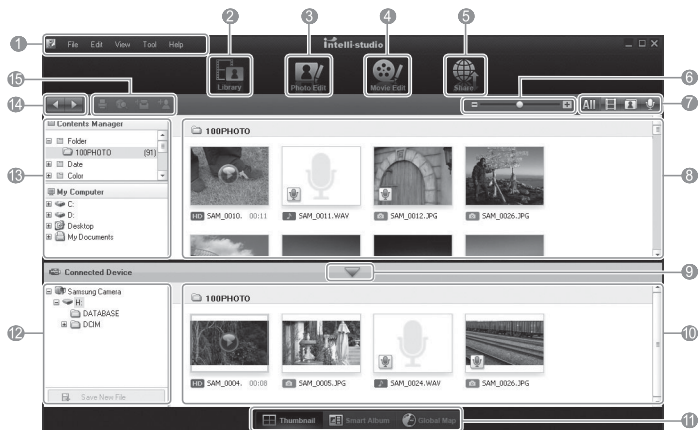 1 File Edit View Tool Help
2
3
4
5
intelli-studio
Library
Photo Edit
Movie Edit
Share
6
15
14
7
All
Contents Manager
Folder
100PHOTO (91)
Date
Color
13
My Computer
C:
D:
Desktop
My Documents
100PHOTO
8
HD SAM_0010. 00:11
SAM_0011.WAV
SAM_0012.JPG
SAM_0026.JPG
Connected Device
9
Samsung Camera
H:
DATABASE
DCIM
12
Save New File
100PHOTO
10
HD SAM_0004. 00:08
SAM_0005.JPG
SAM_0024.WAV
SAM_0026.JPG
Thumbnail Smart Album Global Map
11